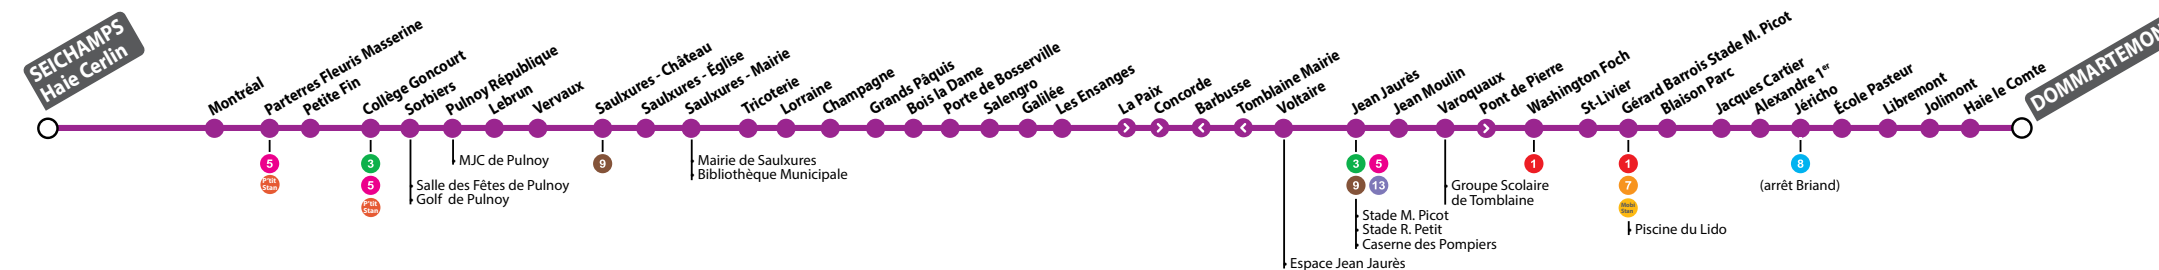 SEICHAMPS
Haie Cerlin
Montréal
Parterres Fleuris Masserine
Petite Fin
Collège Goncourt
Sorbiers
Pulnoy République
Lebrun
Vervaux
Saulxures - Château
Saulxures - Église
Saulxures - Mairie
Tricoterie
Lorraine
Champagne
Grands Pâquis
Bois la Dame
Porte de Bosserville
Salengro
Galilée
Les Ensanges
La Paix
Concorde
Barbusse
Tomblaine Mairie
Voltaire
Jean Jaurès
Jean Moulin
Varoquaux
Pont de Pierre
Washington Foch
St-Livier
Gérard Barrois Stade M. Picot
Blaison Parc
Jacques Cartier
Alexandre 1er
Jéricho
École Pasteur
Libremont
Jolimont
Haie le Comte
DOMMARTEMON
5
P'tit
Stan
3
5
P'tit
Stan
Salle des Fêtes de Pulnoy
Golf de Pulnoy
MJC de Pulnoy
9
Mairie de Saulxures
Bibliothèque Municipale
Espace Jean Jaurès
3 5
9 13
Stade M. Picot
Stade R. Petit
Caserne des Pompiers
Groupe Scolaire
de Tomblaine
1
1
7
Mobi
Stan
Piscine du Lido
8
(arrêt Briand)